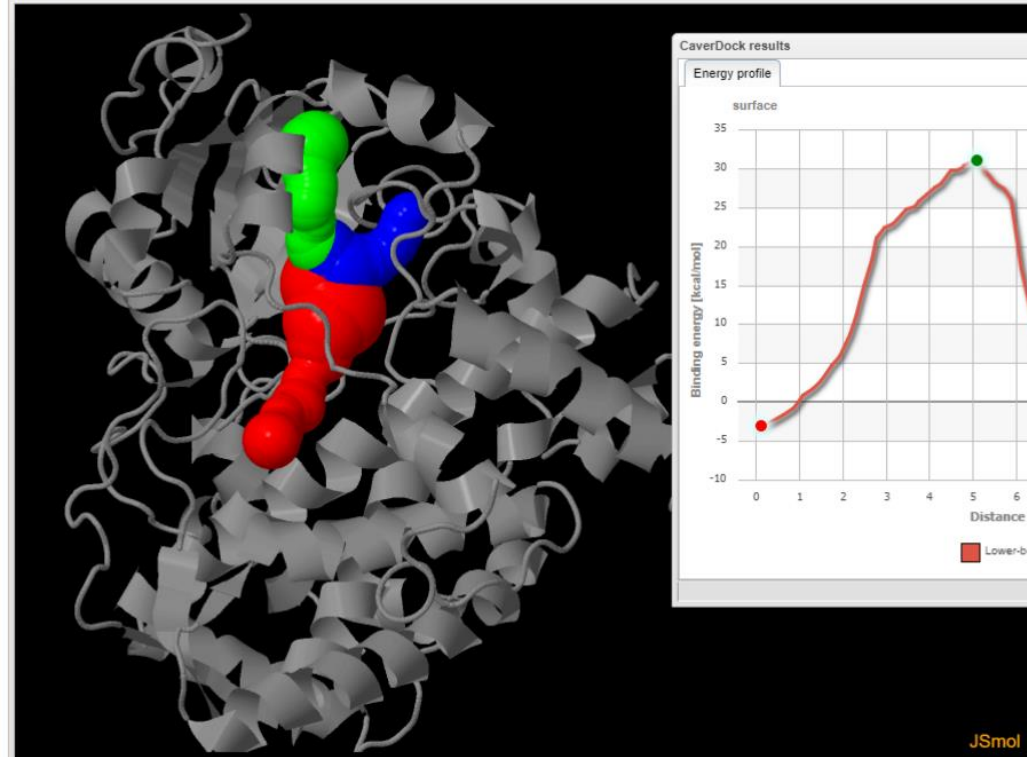 CaverDock results
Energy profile
surface
35
30
25
20
15
10
5
0
-5
-10
Binding energy [kcal/mol]
0 1 2 3 4 5 6
Distance
Lower-b
JSmol